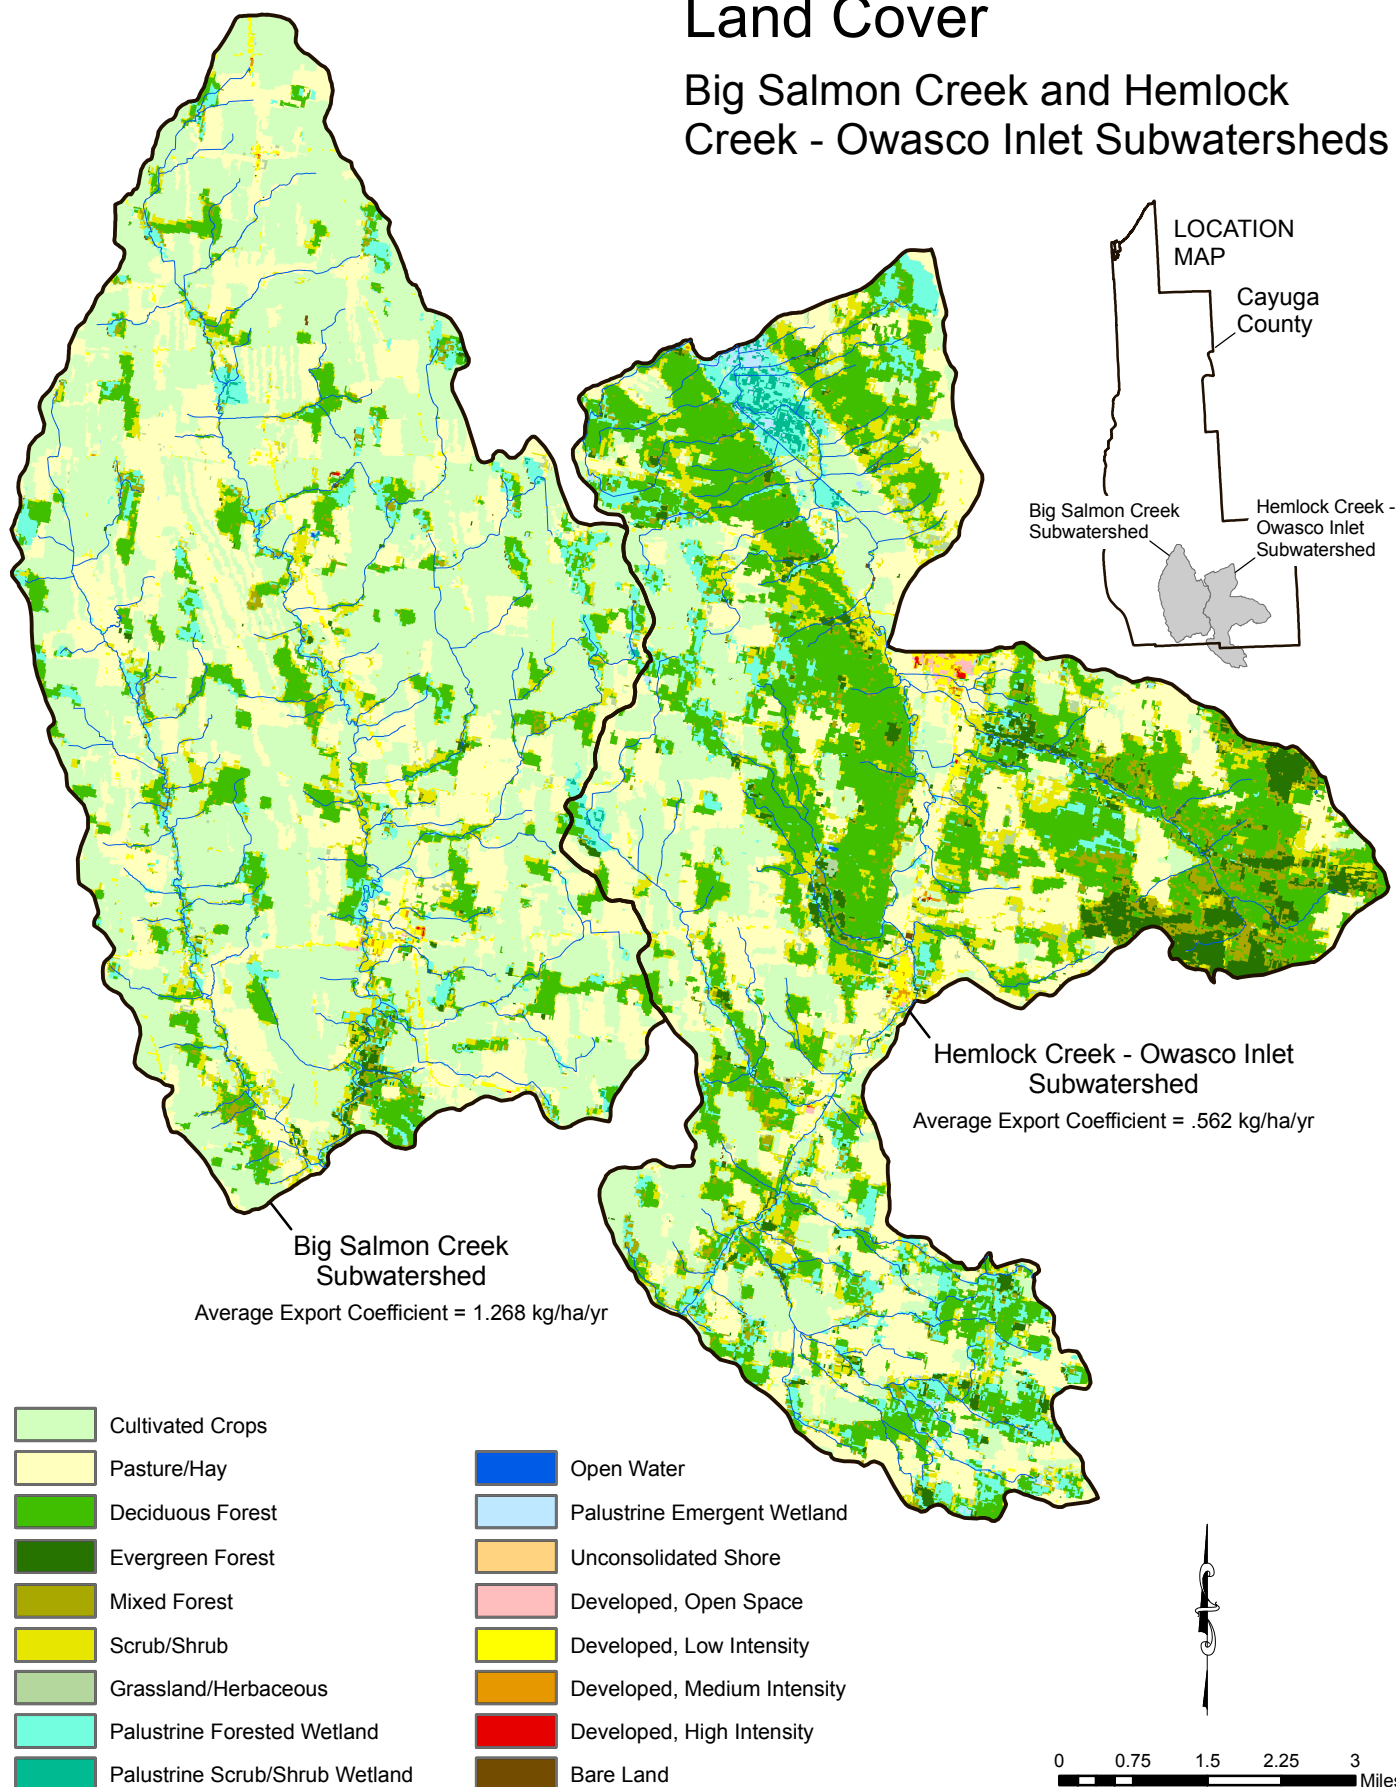 Land Cover
Big Salmon Creek and Hemlock
Creek - Owasco Inlet Subwatersheds
LOCATION
MAP
Cayuga
County
Big Salmon Creek
Subwatershed
Hemlock Creek -
Owasco Inlet
Subwatershed
Hemlock Creek - Owasco Inlet
Subwatershed
Average Export Coefficient = .562 kg/ha/yr
Big Salmon Creek
Subwatershed
Average Export Coefficient = 1.268 kg/ha/yr
Cultivated Crops
Pasture/Hay
Deciduous Forest
Evergreen Forest
Mixed Forest
Scrub/Shrub
Grassland/Herbaceous
Palustrine Forested Wetland
Palustrine Scrub/Shrub Wetland
Open Water
Palustrine Emergent Wetland
Unconsolidated Shore
Developed, Open Space
Developed, Low Intensity
Developed, Medium Intensity
Developed, High Intensity
Bare Land
0 0.75 1.5 2.25 3
Miles